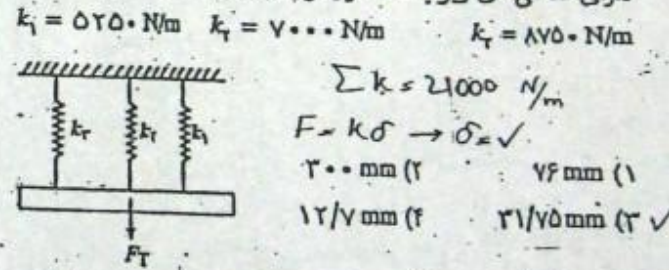 k₁ = ۵۲۵۰ N/m k₂ = ۷۰۰۰ N/m k₃ = ۸۷۵۰ N/m
Σk = 21000 N/m
F = kδ → δ = ✓
۱) ۷۶ mm ۲) ۳۰۰ mm
۳) ۳۱/۷۵ mm ✓ ۴) ۱۲/۷ mm
k₃ k₂ k₁
F_T